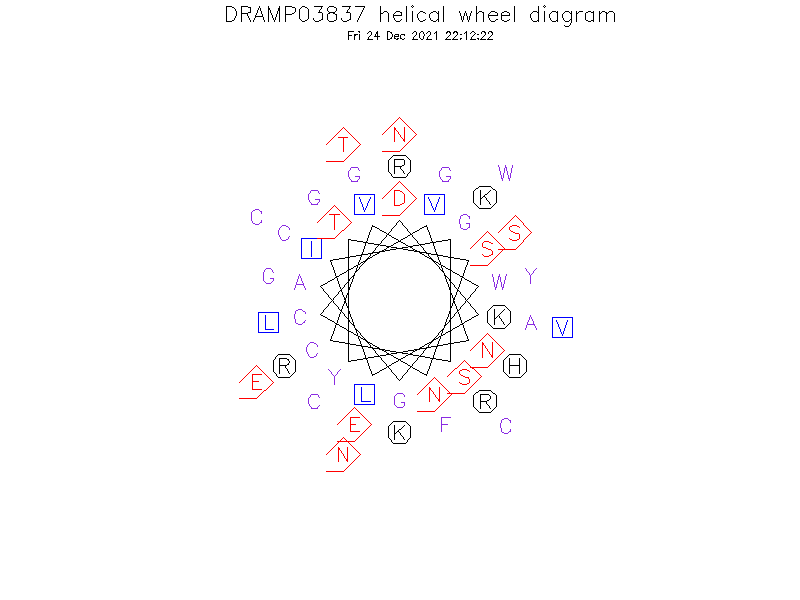 DRAMP03837 helical wheel diagram
Fri 24 Dec 2021 22:12:22
T N
R
G G W
G V D V K
C T G
C S
I S
G A W Y
L C K A V
C N
R H
E Y S
C L G N R
E F C
K
N